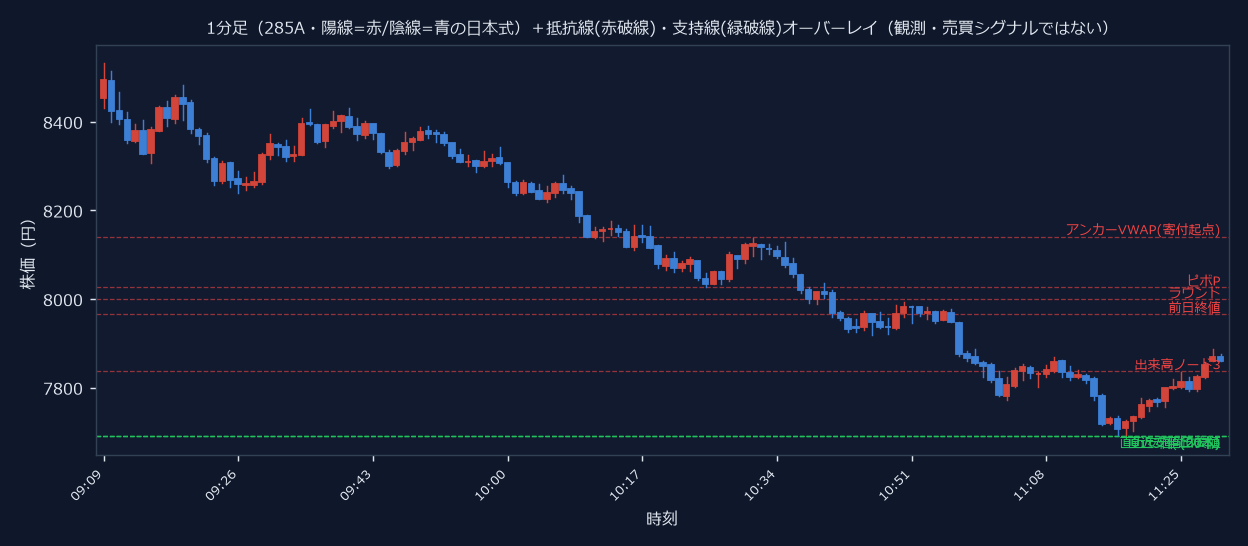 1分足（285A・陽線=赤/陰線=青の日本式）＋抵抗線(赤破線)・支持線(緑破線)オーバーレイ（観測・売買シグナルではない）
株価（円）
8400
8200
8000
7800
アンカーVWAP(寄付起点)
ピボP
ラウンド
前日終値
出来高ノード3
09:09
09:26
09:43
10:00
10:17
10:34
10:51
11:08
11:25
時刻